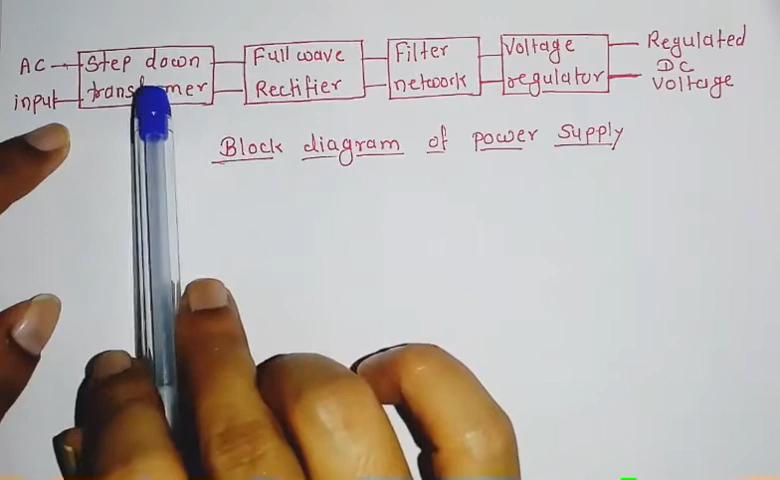 AC
input
Step down
transformer
Full wave
Rectifier
Filter
network
Voltage
regulator
Regulated
DC
Voltage
Block diagram of power Supply